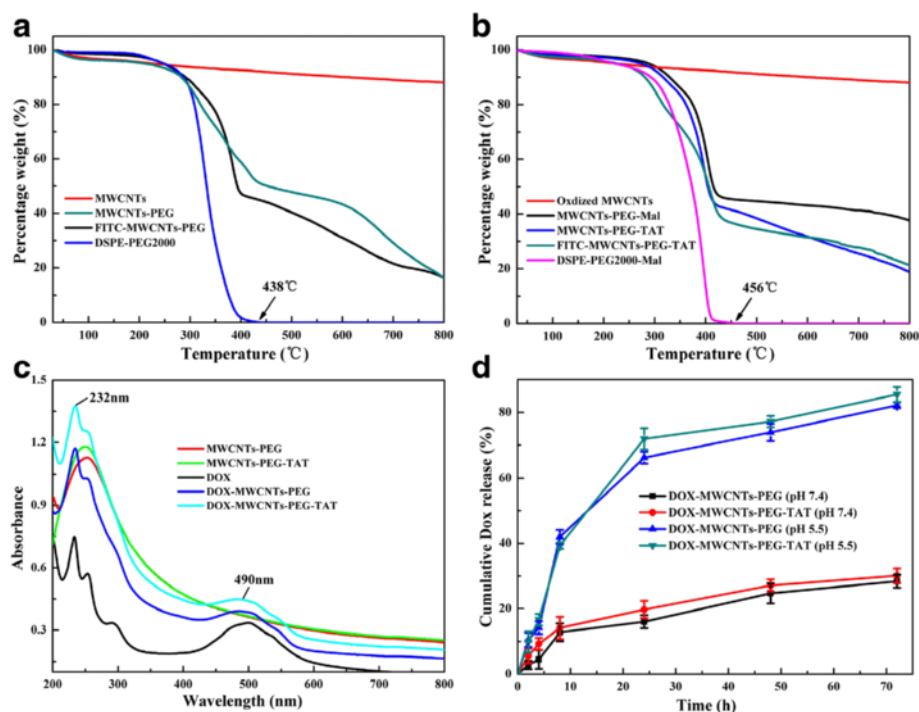 a
100
80
60
40
20
0
Percentage weight (%)
MWCNTs
MWCNTs-PEG
FITC-MWCNTs-PEG
DSPE-PEG2000
438℃
100 200 300 400 500 600 700 800
Temperature (℃)
b
100
80
60
40
20
0
Percentage weight (%)
Oxdized MWCNTs
MWCNTs-PEG-Mal
MWCNTs-PEG-TAT
FITC-MWCNTs-PEG-TAT
DSPE-PEG2000-Mal
456℃
100 200 300 400 500 600 700 800
Temperature (℃)
c
1.5
1.2
0.9
0.6
0.3
Absorbance
232nm
MWCNTs-PEG
MWCNTs-PEG-TAT
DOX
DOX-MWCNTs-PEG
DOX-MWCNTs-PEG-TAT
490nm
200 300 400 500 600 700 800
Wavelength (nm)
d
80
60
40
20
0
Cumulative Dox release (%)
DOX-MWCNTs-PEG (pH 7.4)
DOX-MWCNTs-PEG-TAT (pH 7.4)
DOX-MWCNTs-PEG (pH 5.5)
DOX-MWCNTs-PEG-TAT (pH 5.5)
0 10 20 30 40 50 60 70
Time (h)